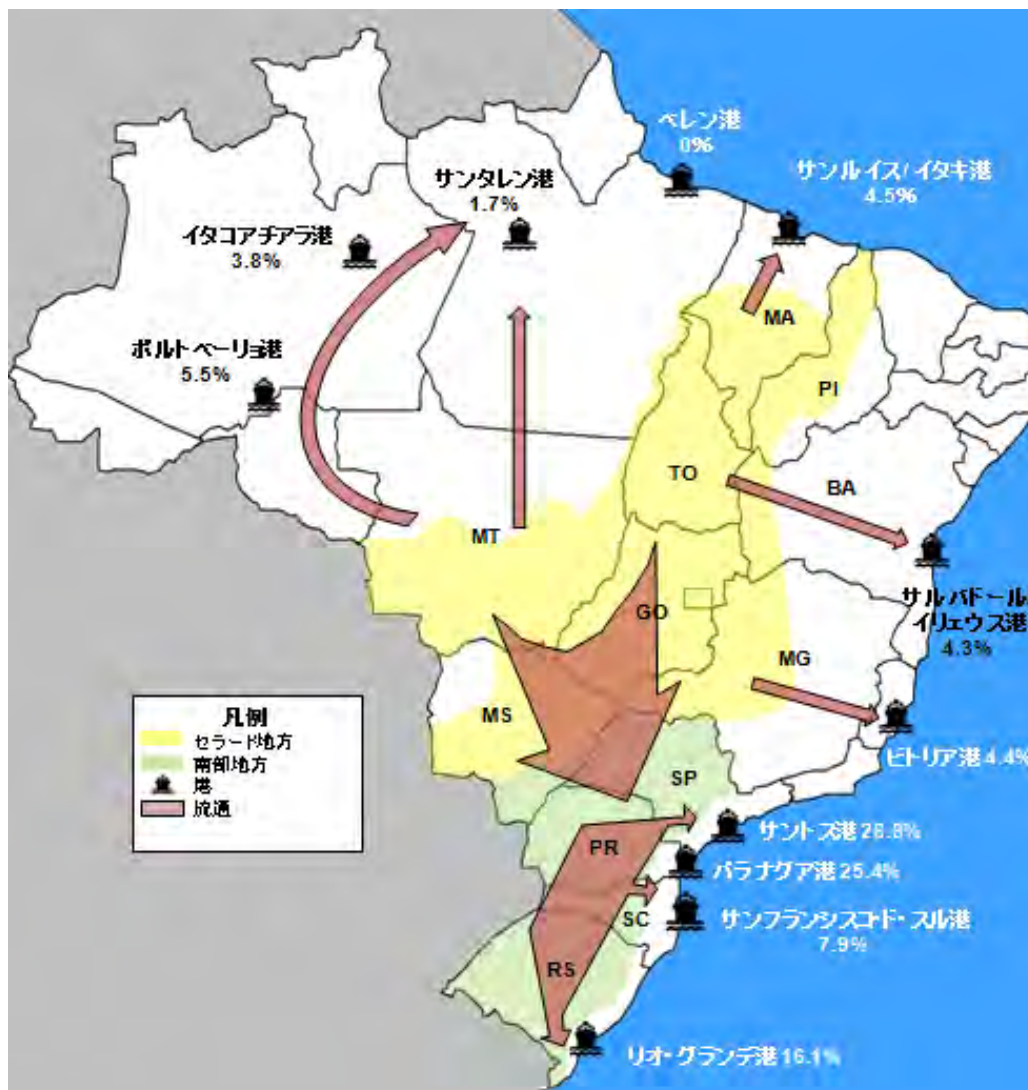 ベレン港
0%
サンルイス/イタキ港
4.5%
サンタレン港
1.7%
イタコアチアラ港
3.8%
ポルトベーリョ港
5.5%
MA
PI
TO
BA
MT
サルバドール
イリェウス港
4.3%
GO
MG
MS
ビトリア港 4.4%
凡例
セラード地方
南部地方
港
流通
SP
サントス港 28.8%
PR
パラナグア港 25.4%
SC
サンフランシスコ・ド・スル港
7.9%
RS
リオ・グランデ港 16.1%